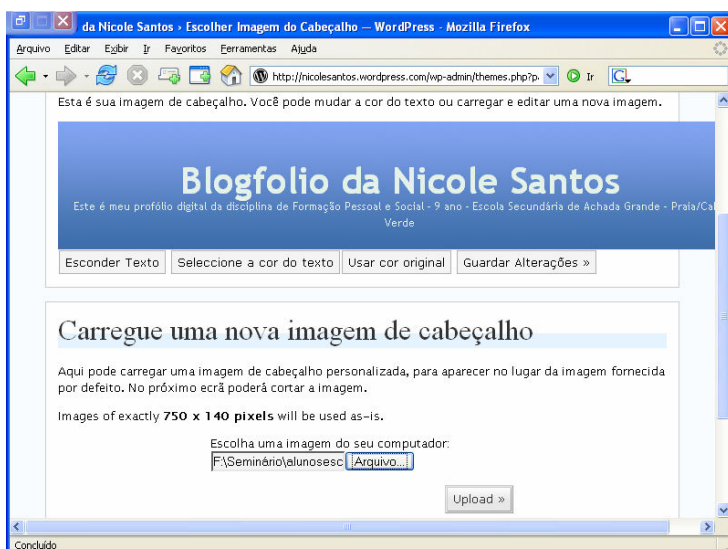 da Nicole Santos › Escolher Imagem do Cabeçalho — WordPress - Mozilla Firefox
Arquivo Editar Exibir Ir Favoritos Ferramentas Ajuda
http://nicolesantos.wordpress.com/wp-admin/themes.php?p. Ir
Esta é sua imagem de cabeçalho. Você pode mudar a cor do texto ou carregar e editar uma nova imagem.
Blogfolio da Nicole Santos
Este é meu profólio digital da disciplina de Formação Pessoal e Social - 9 ano - Escola Secundária de Achada Grande - Praia/Cal
Verde
Esconder Texto Seleccione a cor do texto Usar cor original Guardar Alterações »
Carregue uma nova imagem de cabeçalho
Aqui pode carregar uma imagem de cabeçalho personalizada, para aparecer no lugar da imagem fornecida
por defeito. No próximo ecrã poderá cortar a imagem.
Images of exactly 750 x 140 pixels will be used as-is.
Escolha uma imagem do seu computador:
F:\Seminário\alunosesc Arquivo...
Upload »
Concluído